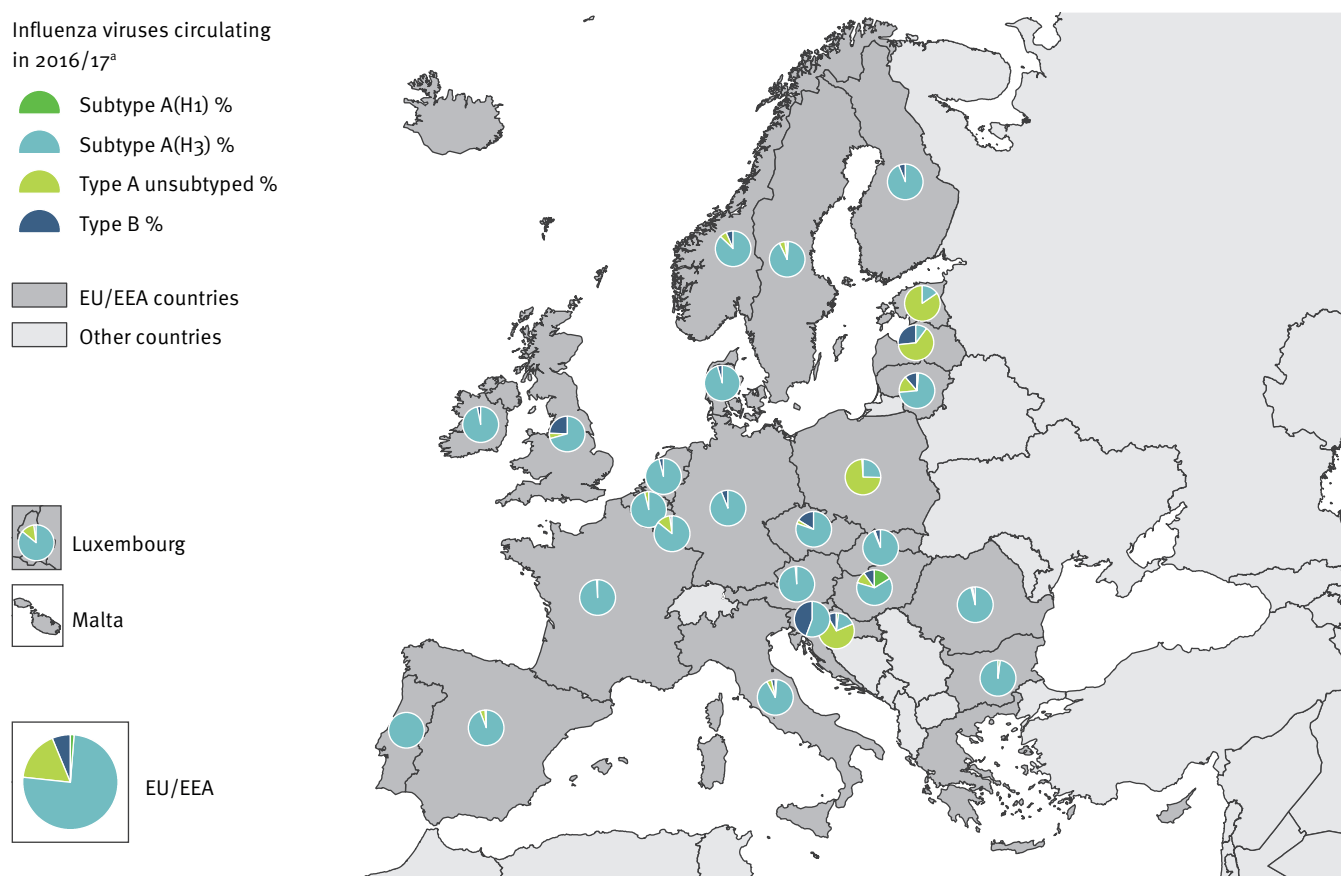 Influenza viruses circulating
in 2016/17ᵃ
Subtype A(H1) %
Subtype A(H3) %
Type A unsubtyped %
Type B %
EU/EEA countries
Other countries
Luxembourg
Malta
EU/EEA